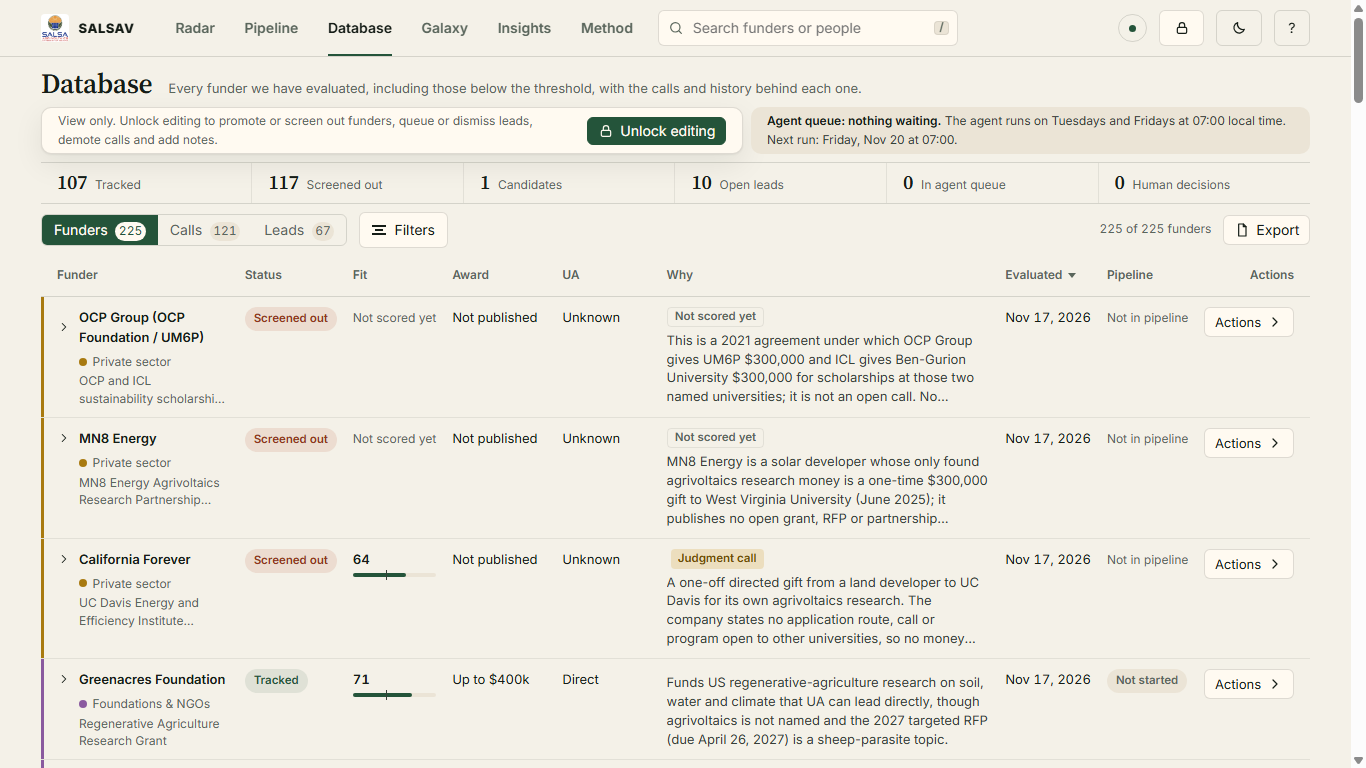 SALSA
SALSAV
Radar
Pipeline
Database
Galaxy
Insights
Method
Search funders or people
/
?
Database
Every funder we have evaluated, including those below the threshold, with the calls and history behind each one.
View only. Unlock editing to promote or screen out funders, queue or dismiss leads,
demote calls and add notes.
Unlock editing
Agent queue: nothing waiting. The agent runs on Tuesdays and Fridays at 07:00 local time.
Next run: Friday, Nov 20 at 07:00.
107 Tracked
117 Screened out
1 Candidates
10 Open leads
0 In agent queue
0 Human decisions
Funders 225
Calls 121
Leads 67
Filters
225 of 225 funders
Export
Funder
Status
Fit
Award
UA
Why
Evaluated
Pipeline
Actions
OCP Group (OCP
Foundation / UM6P)
Private sector
OCP and ICL
sustainability scholarshi...
Screened out
Not scored yet
Not published
Unknown
Not scored yet
This is a 2021 agreement under which OCP Group
gives UM6P $300,000 and ICL gives Ben-Gurion
University $300,000 for scholarships at those two
named universities; it is not an open call. No...
Nov 17, 2026
Not in pipeline
Actions
MN8 Energy
Private sector
MN8 Energy Agrivoltaics
Research Partnership...
Screened out
Not scored yet
Not published
Unknown
Not scored yet
MN8 Energy is a solar developer whose only found
agrivoltaics research money is a one-time $300,000
gift to West Virginia University (June 2025); it
publishes no open grant, RFP or partnership...
Nov 17, 2026
Not in pipeline
Actions
California Forever
Private sector
UC Davis Energy and
Efficiency Institute...
Screened out
64
Not published
Unknown
Judgment call
A one-off directed gift from a land developer to UC
Davis for its own agrivoltaics research. The
company states no application route, call or
program open to other universities, so no money...
Nov 17, 2026
Not in pipeline
Actions
Greenacres Foundation
Foundations & NGOs
Regenerative Agriculture
Research Grant
Tracked
71
Up to $400k
Direct
Funds US regenerative-agriculture research on soil,
water and climate that UA can lead directly, though
agrivoltaics is not named and the 2027 targeted RFP
(due April 26, 2027) is a sheep-parasite topic.
Nov 17, 2026
Not started
Actions